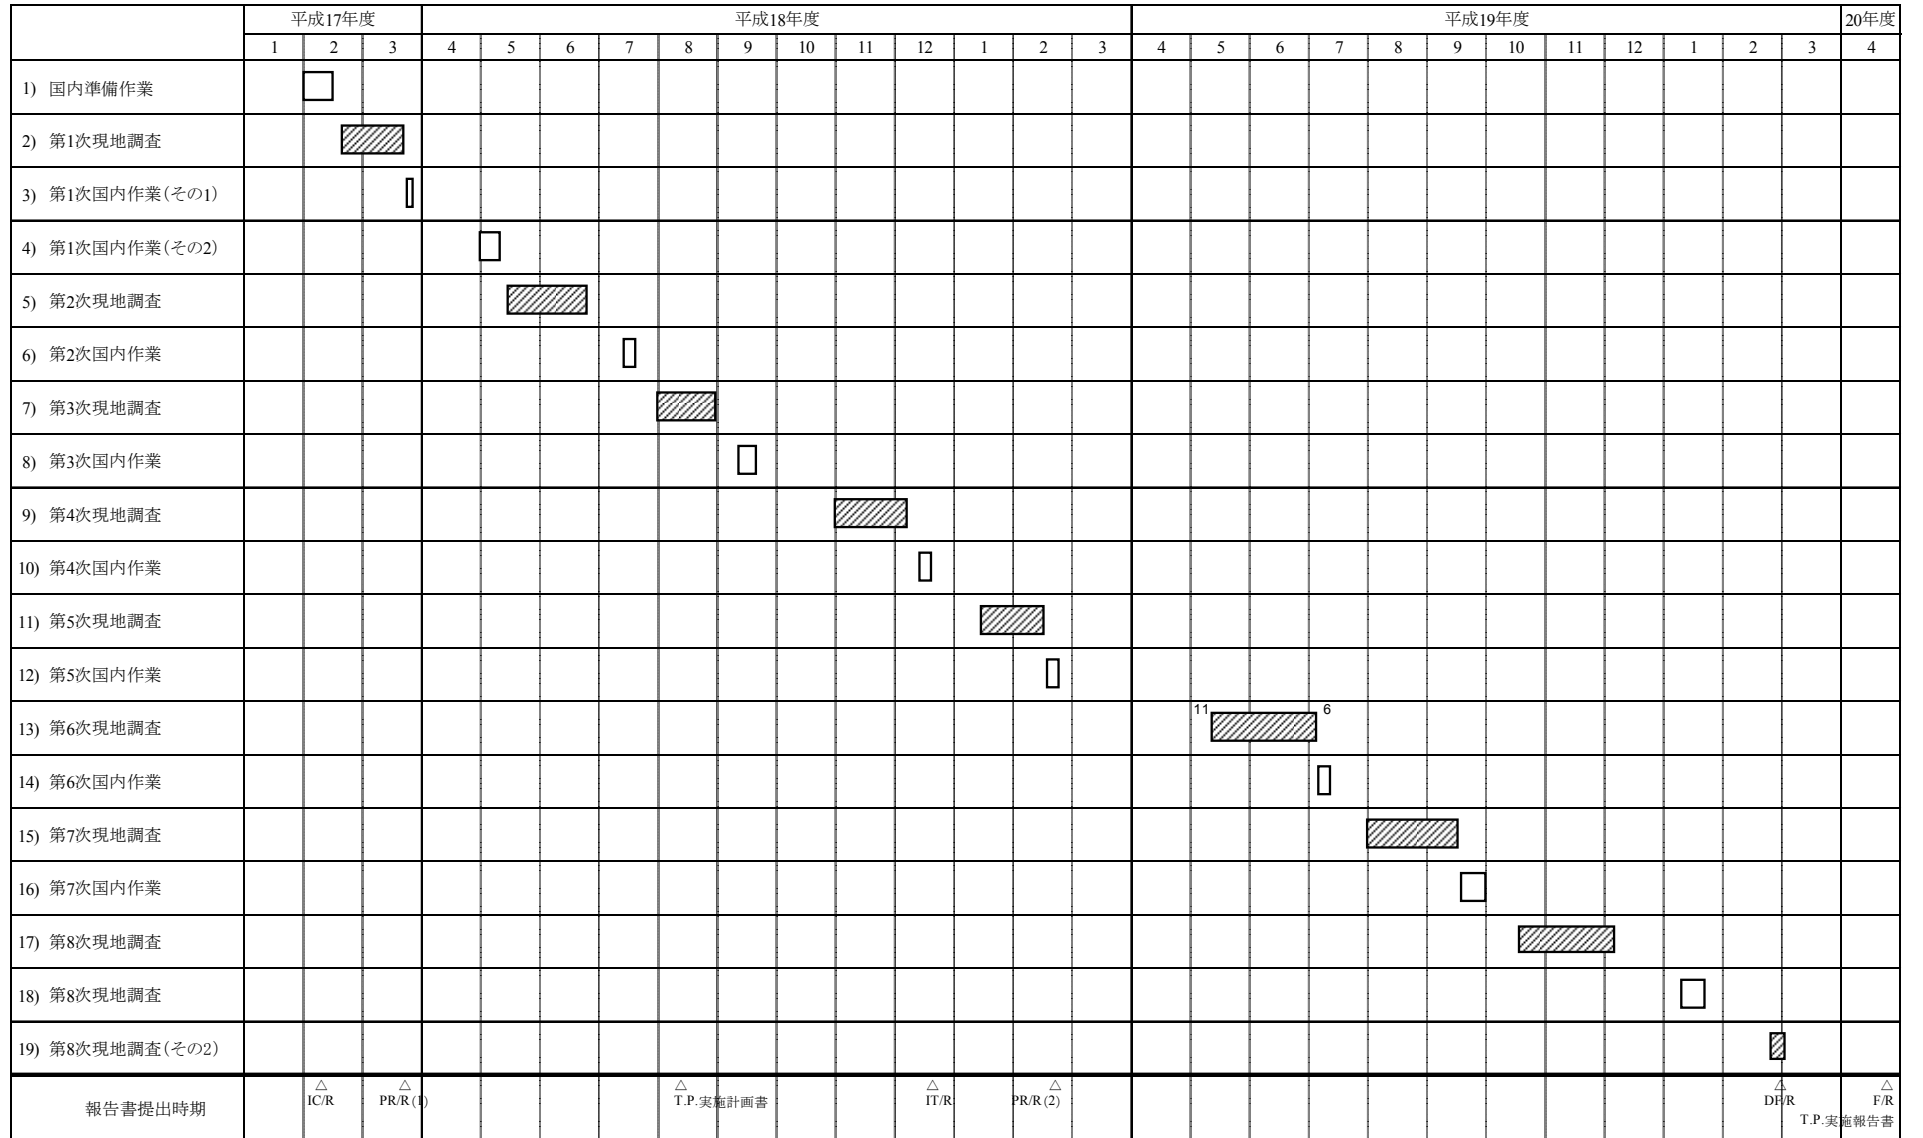 平成17年度 平成18年度 平成19年度 20年度
1 2 3 4 5 6 7 8 9 10 11 12 1 2 3 4 5 6 7 8 9 10 11 12 1 2 3 4
1) 国内準備作業
2) 第1次現地調査
3) 第1次国内作業(その1)
4) 第1次国内作業(その2)
5) 第2次現地調査
6) 第2次国内作業
7) 第3次現地調査
8) 第3次国内作業
9) 第4次現地調査
10) 第4次国内作業
11) 第5次現地調査
12) 第5次国内作業
13) 第6次現地調査 11 6
14) 第6次国内作業
15) 第7次現地調査
16) 第7次国内作業
17) 第8次現地調査
18) 第8次現地調査
19) 第8次現地調査(その2)
報告書提出時期
△ △ △ △ △ △ △
IC/R PR/R(1) T.P.実施計画書 IT/R PR/R(2) DF/R F/R
T.P.実施報告書